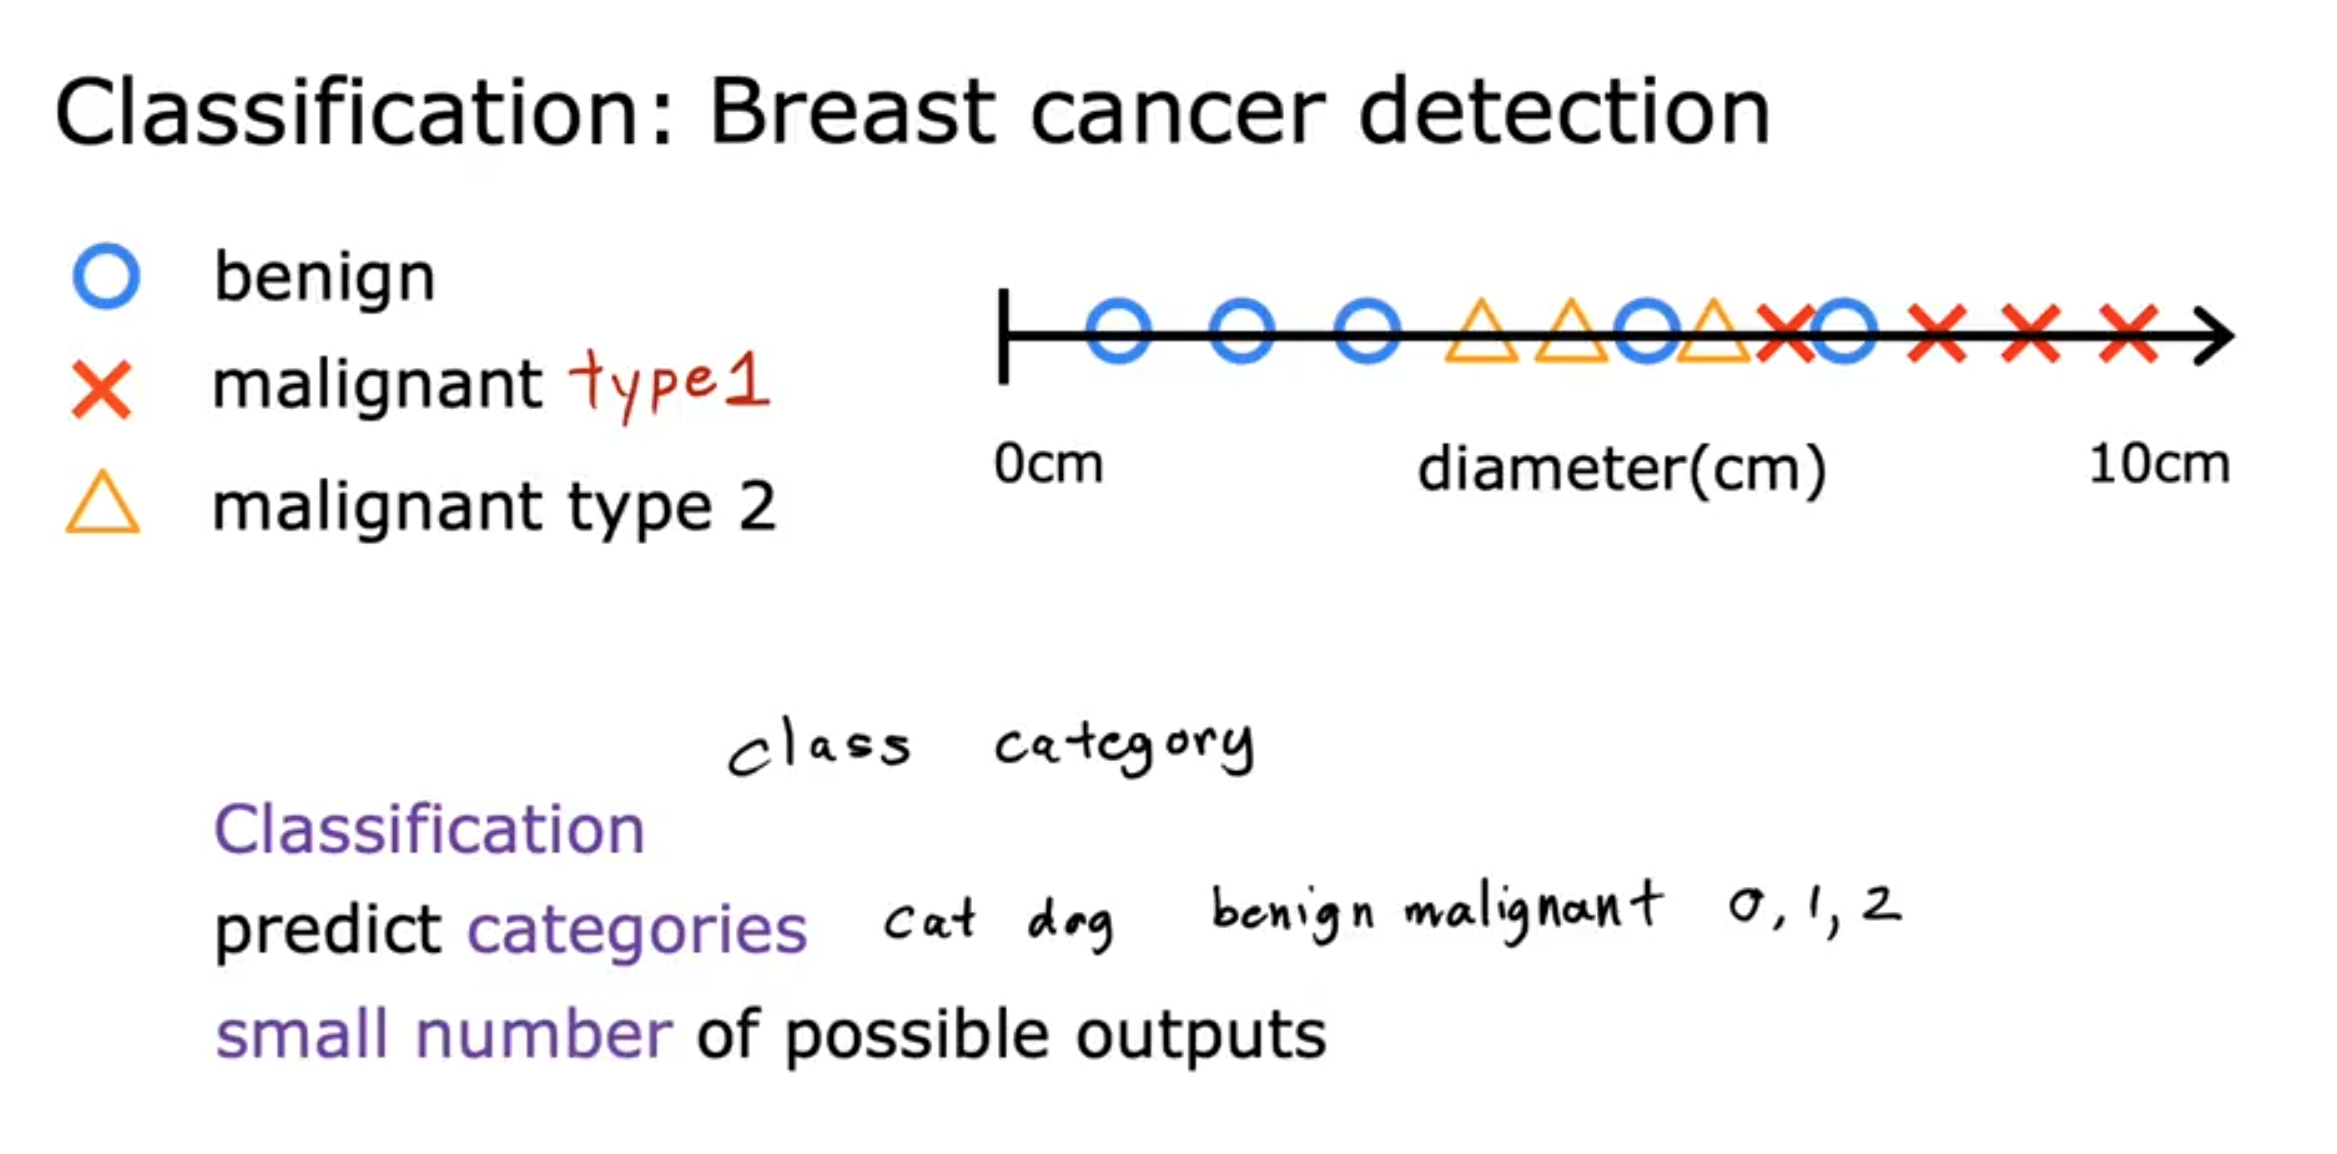 Classification: Breast cancer detection
benign
malignant type1
malignant type 2
0cm diameter(cm) 10cm
class category
Classification
predict categories cat dog benign malignant 0, 1, 2
small number of possible outputs